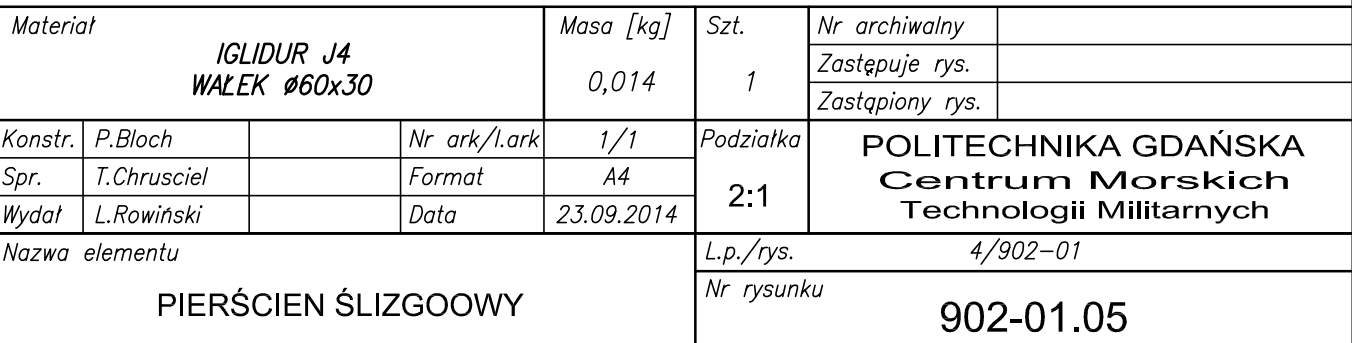 Materiał
IGLIDUR J4
WAŁEK ø60x30
Masa [kg]
0,014
Szt.
1
Nr archiwalny
Zastępuje rys.
Zastąpiony rys.
Konstr. P.Bloch Nr ark/l.ark 1/1
Spr. T.Chrusciel Format A4
Wydał L.Rowiński Data 23.09.2014
Podziałka
2:1
POLITECHNIKA GDAŃSKA
Centrum Morskich
Technologii Militarnych
Nazwa elementu
PIERŚCIEN ŚLIZGOOWY
L.p./rys. 4/902-01
Nr rysunku
902-01.05